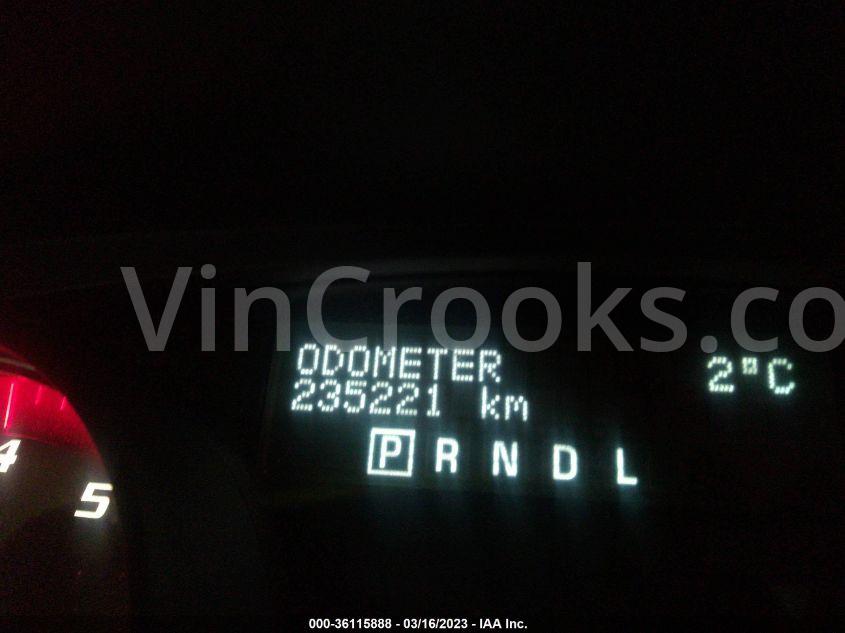 VinCrooks.co
ODOMETER
235221 km
2°C
P R N D L
4
5
000-36115888 - 03/16/2023 - IAA Inc.